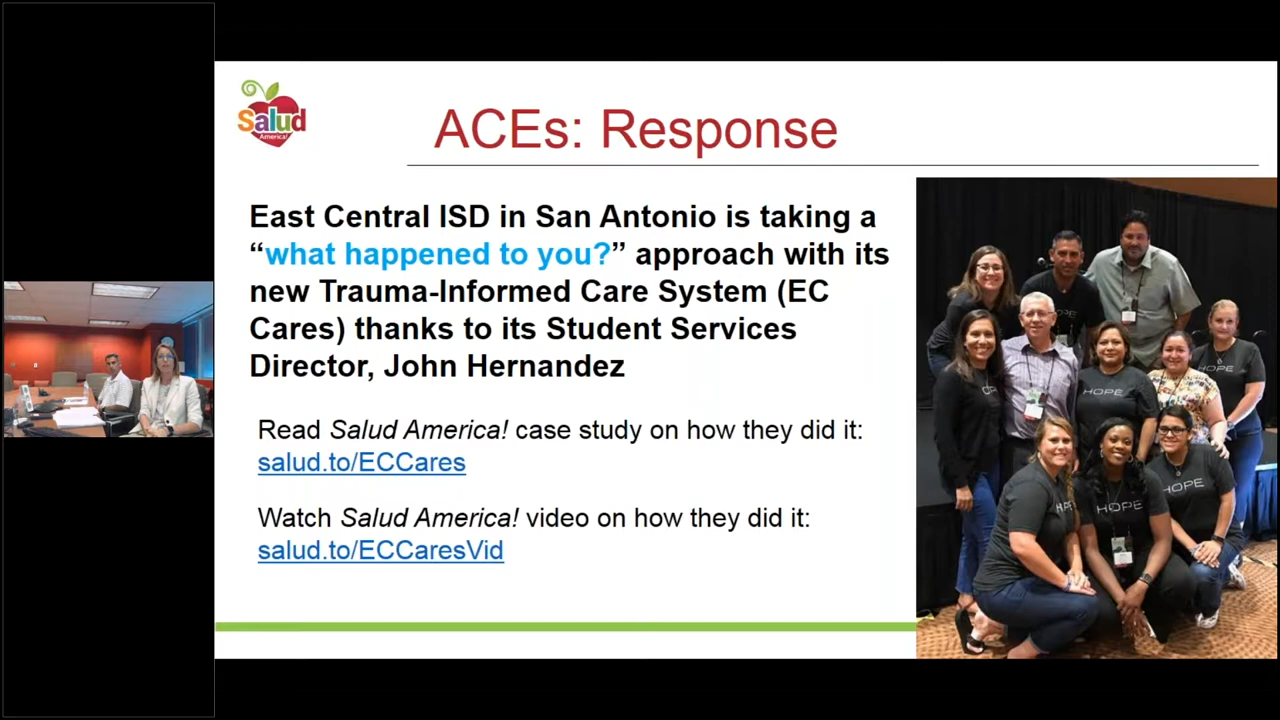 Salud
America!
ACEs: Response
East Central ISD in San Antonio is taking a
“what happened to you?” approach with its
new Trauma-Informed Care System (EC
Cares) thanks to its Student Services
Director, John Hernandez
Read Salud America! case study on how they did it:
salud.to/ECCares
Watch Salud America! video on how they did it:
salud.to/ECCaresVid
HOPE
HOPE
HOPE